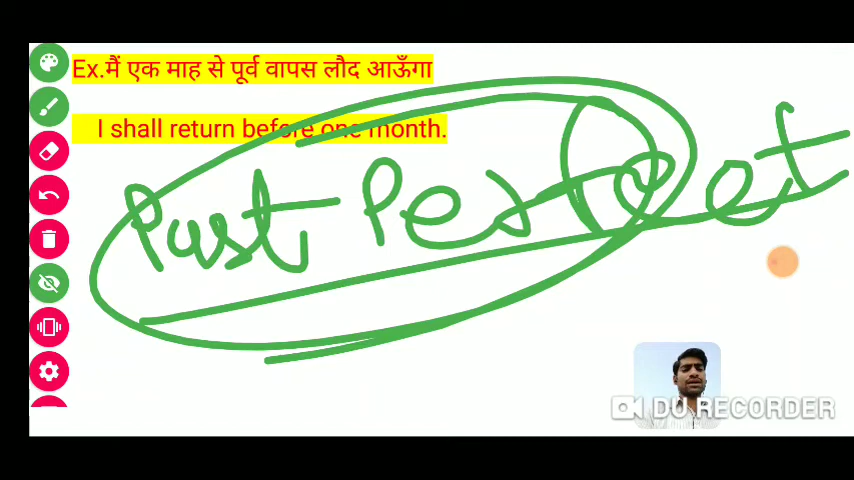 Ex.मैं एक माह से पूर्व वापस लौद आऊँगा
I shall return before one month.
Past Perfect
DU RECORDER